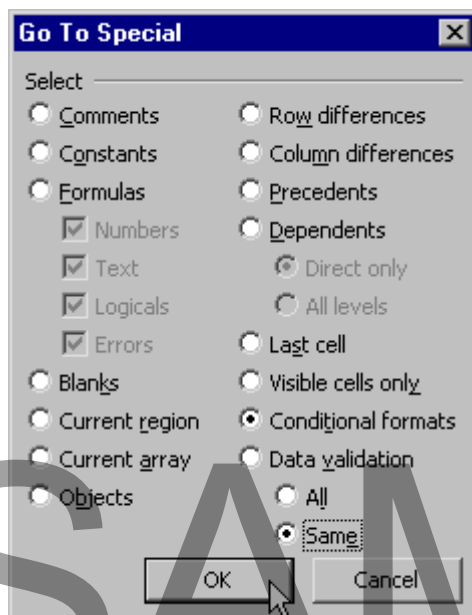 Go To Special
Select
Comments
Constants
Formulas
Numbers
Text
Logicals
Errors
Blanks
Current region
Current array
Objects
Row differences
Column differences
Precedents
Dependents
Direct only
All levels
Last cell
Visible cells only
Conditional formats
Data validation
All
Same
OK
Cancel
SAM